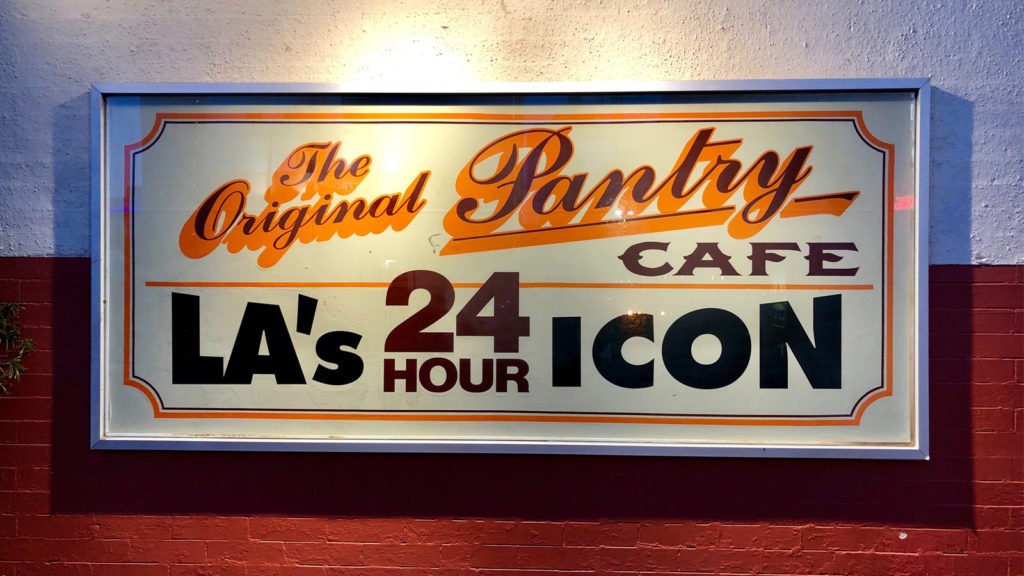 The
Original Pantry
CAFE
LA's 24 HOUR ICON